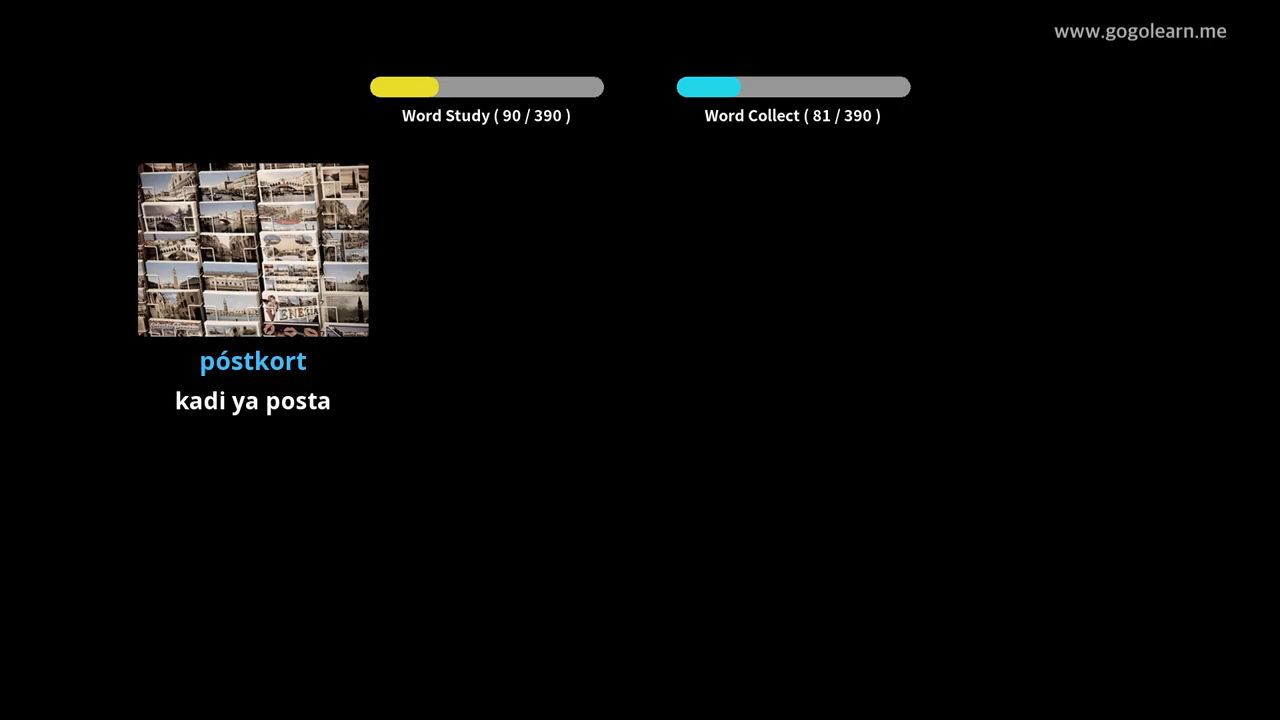 www.gogolearn.me
Word Study ( 90 / 390 )
Word Collect ( 81 / 390 )
póstkort
kadi ya posta